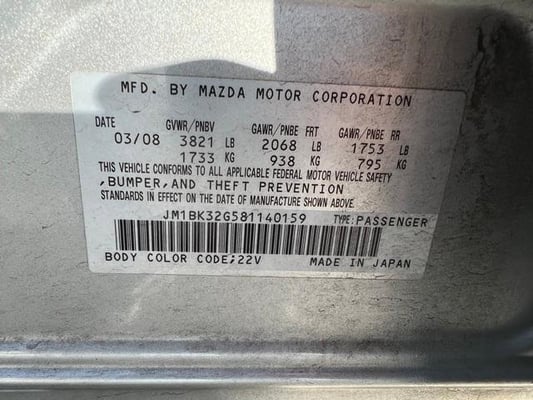 MFD. BY MAZDA MOTOR CORPORATION
DATE GVWR/PNBV GAWR/PNBE FRT GAWR/PNBE RR
03/08 3821 LB 2068 LB 1753 LB
1733 KG 938 KG 795 KG
THIS VEHICLE CONFORMS TO ALL APPLICABLE FEDERAL MOTOR VEHICLE SAFETY
,BUMPER,AND THEFT PREVENTION
STANDARDS IN EFFECT ON THE DATE OF MANUFACTURE SHOWN ABOVE.
JM1BK32G581140159 TYPE:PASSENGER
BODY COLOR CODE;22V MADE IN JAPAN